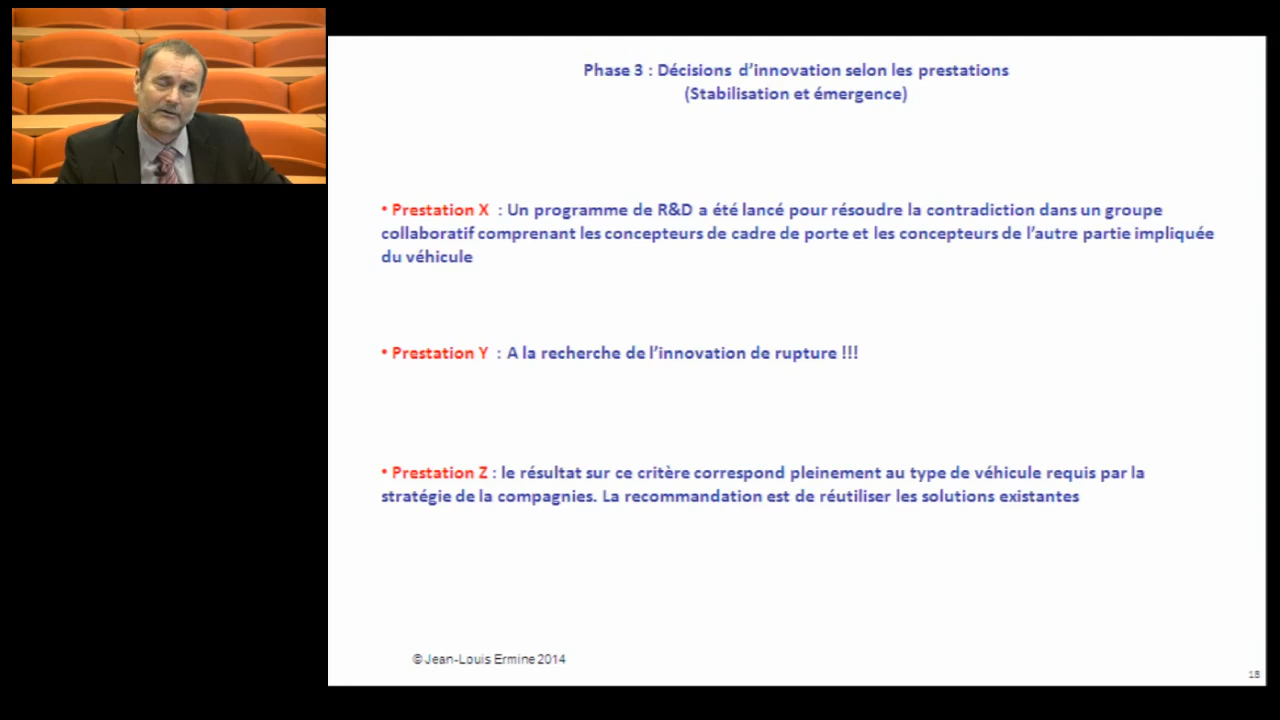 Phase 3 : Décisions d'innovation selon les prestations
(Stabilisation et émergence)
• Prestation X : Un programme de R&D a été lancé pour résoudre la contradiction dans un groupe
collaboratif comprenant les concepteurs de cadre de porte et les concepteurs de l'autre partie impliquée
du véhicule
• Prestation Y : A la recherche de l'innovation de rupture !!!
• Prestation Z : le résultat sur ce critère correspond pleinement au type de véhicule requis par la
stratégie de la compagnies. La recommandation est de réutiliser les solutions existantes
© Jean-Louis Ermine 2014
18